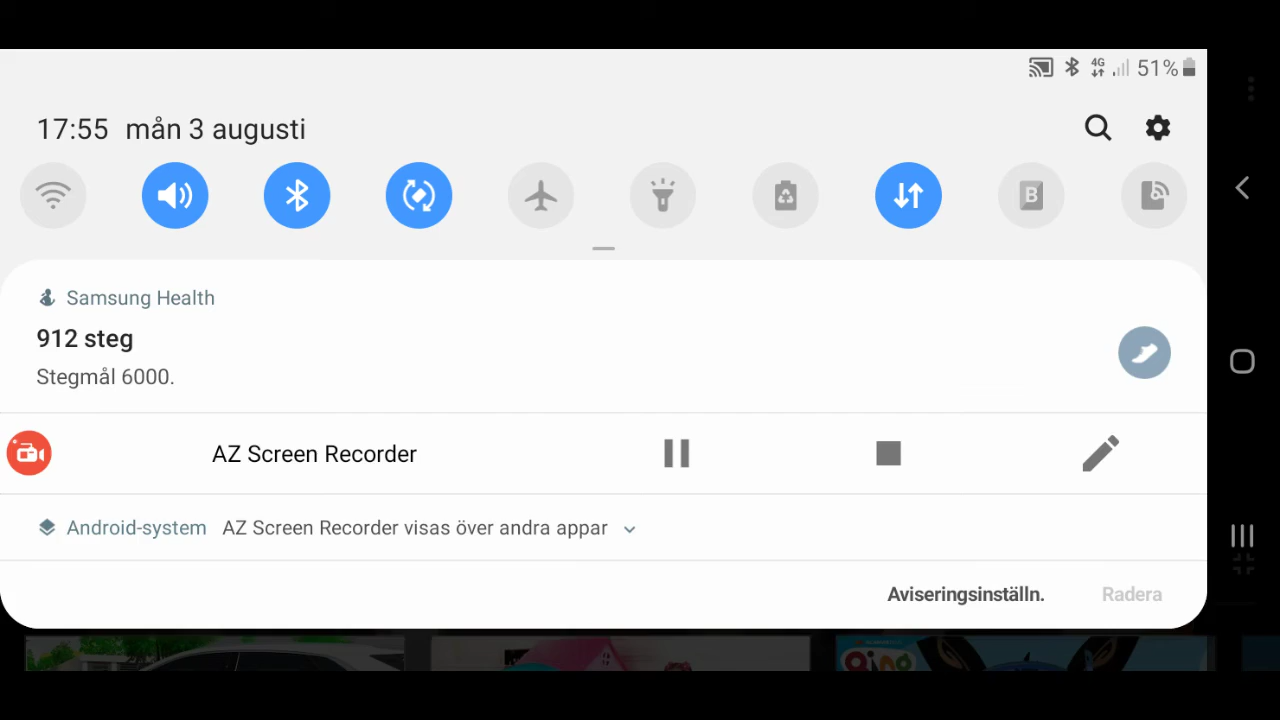 4G 51%
17:55 mån 3 augusti
B
Samsung Health
912 steg
Stegmål 6000.
AZ Screen Recorder
Android-system AZ Screen Recorder visas över andra appar
Aviseringsinställn. Radera